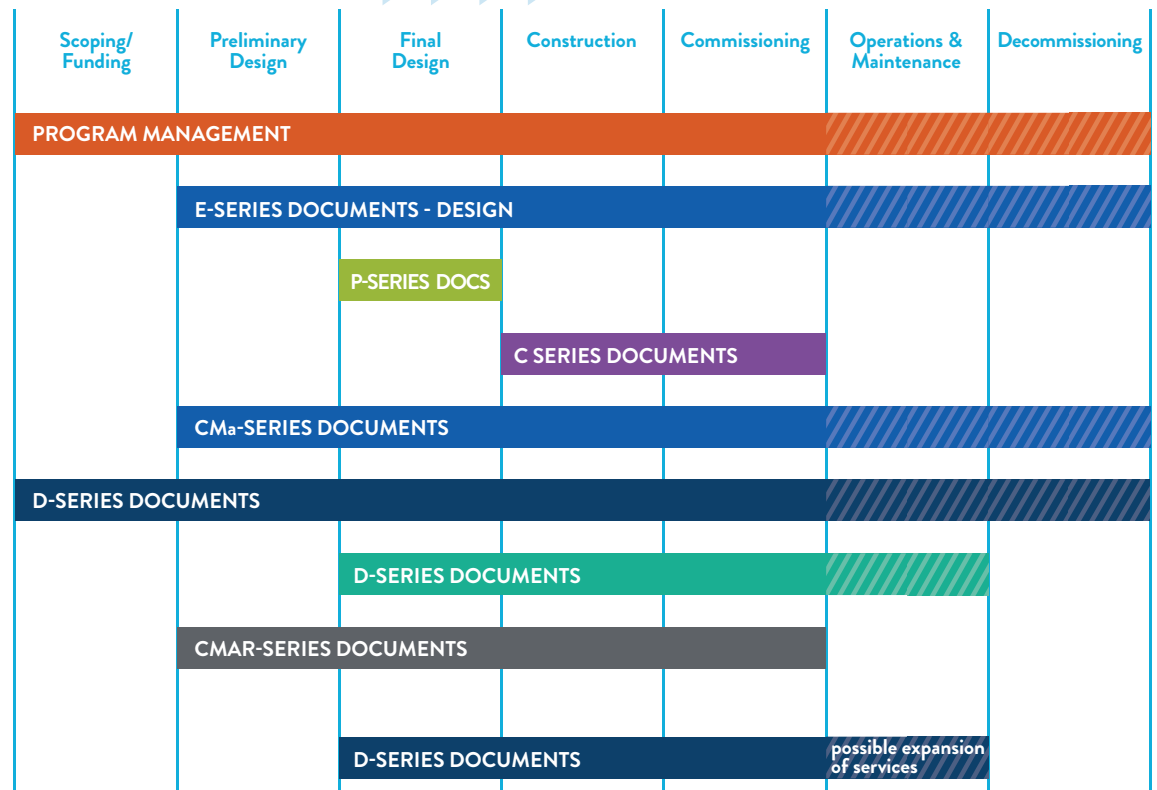 Scoping/
Funding
Preliminary
Design
Final
Design
Construction
Commissioning
Operations &
Maintenance
Decommissioning
PROGRAM MANAGEMENT
E-SERIES DOCUMENTS - DESIGN
P-SERIES DOCS
C SERIES DOCUMENTS
CMa-SERIES DOCUMENTS
D-SERIES DOCUMENTS
D-SERIES DOCUMENTS
CMAR-SERIES DOCUMENTS
D-SERIES DOCUMENTS
possible expansion
of services